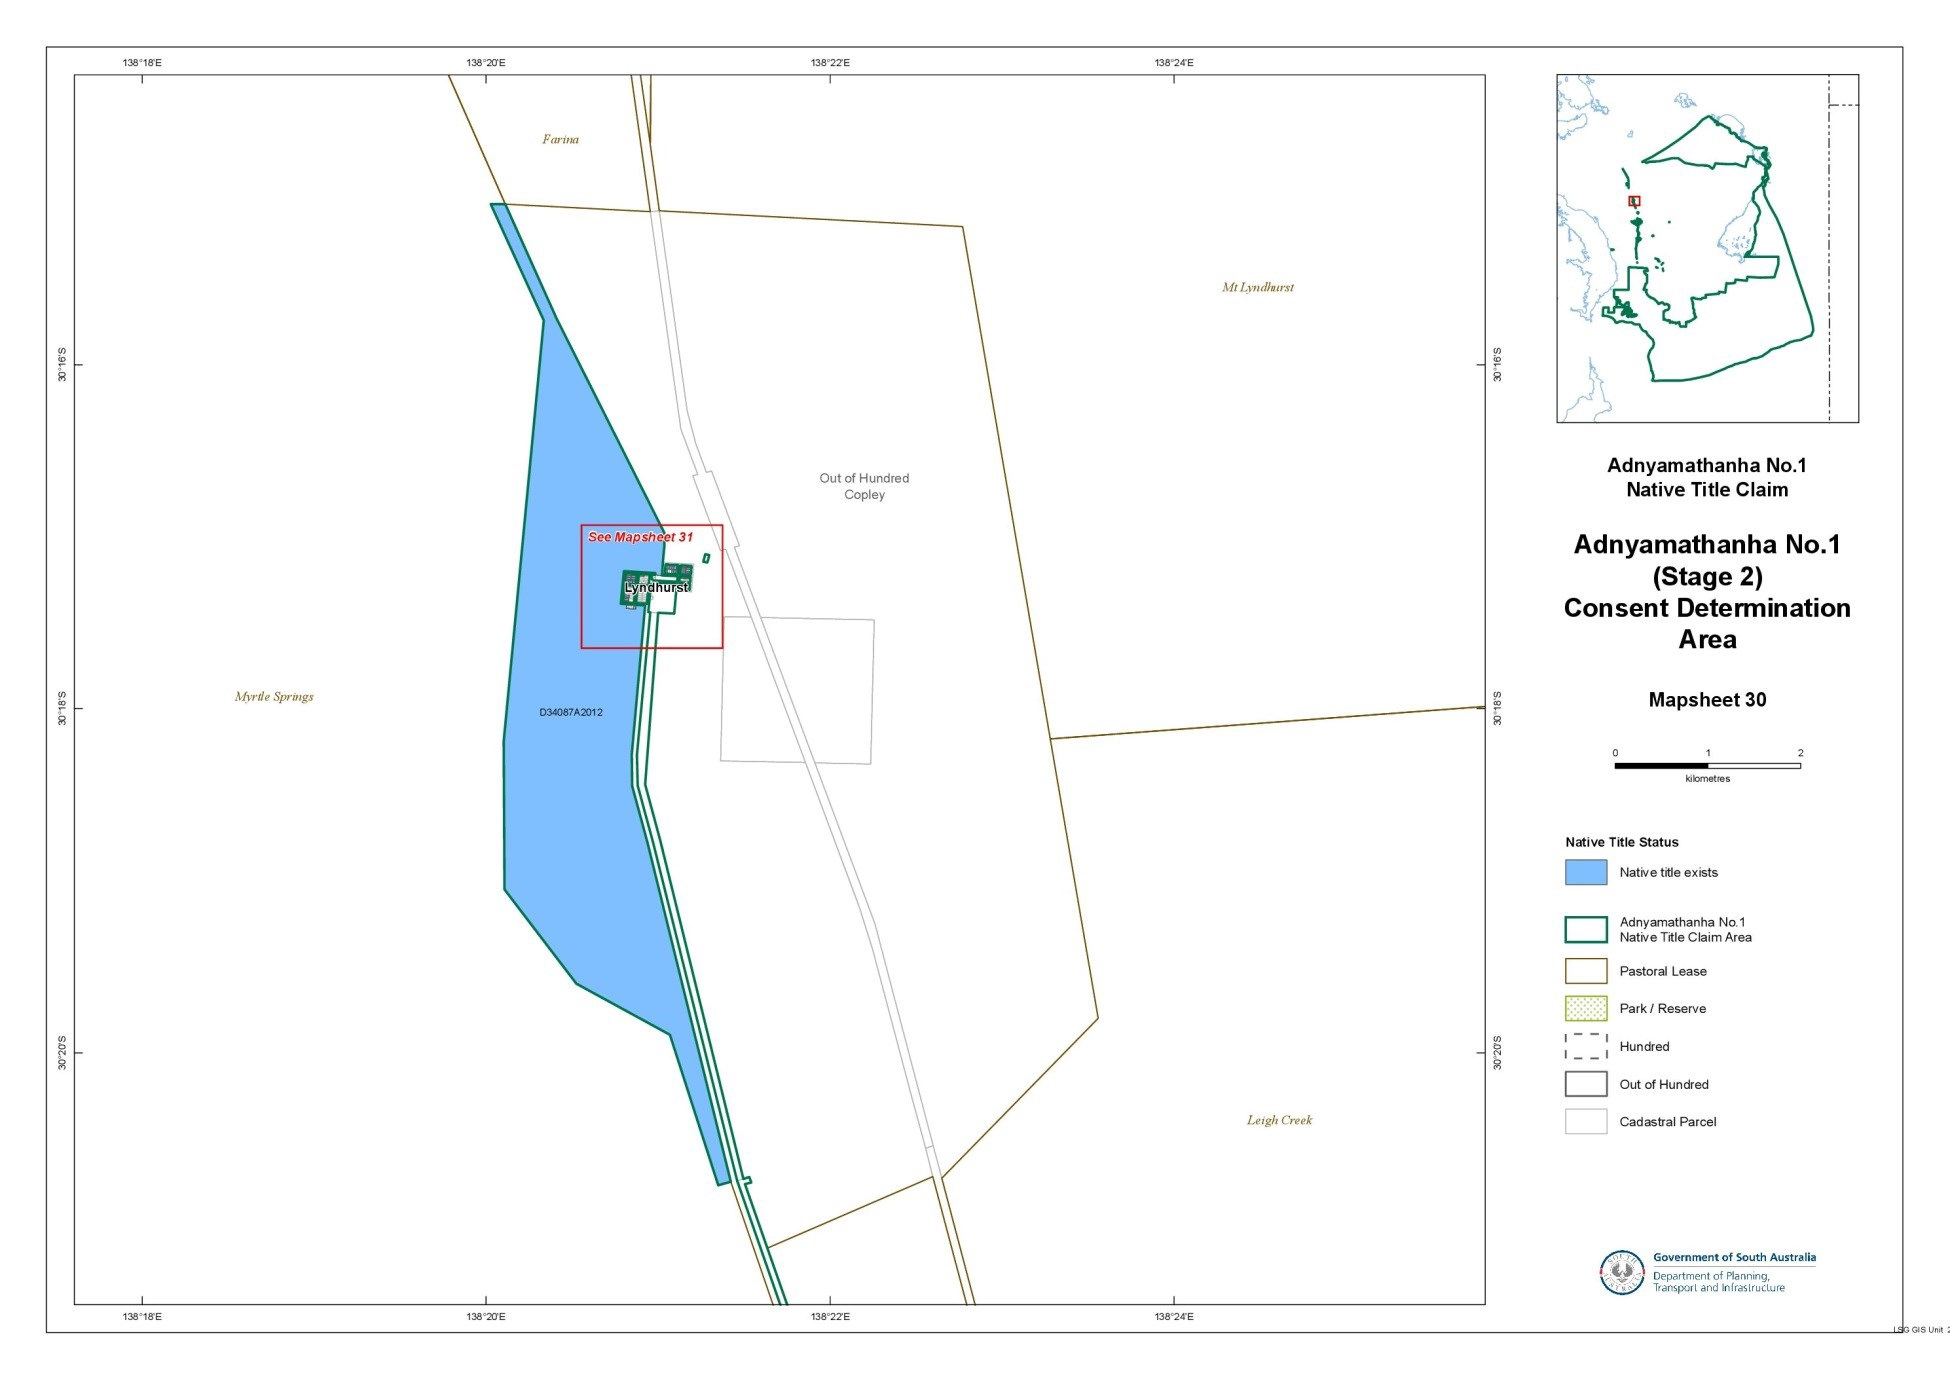 138°18'E
138°20'E
138°22'E
138°24'E
Farina
Mt Lyndhurst
30°16'S
30°16'S
Out of Hundred
Copley
See Mapsheet 31
Lyndhurst
Myrtle Springs
D34087A2012
30°18'S
30°18'S
30°20'S
30°20'S
Leigh Creek
138°18'E
138°20'E
138°22'E
138°24'E
Adnyamathanha No.1
Native Title Claim
Adnyamathanha No.1
(Stage 2)
Consent Determination
Area
Mapsheet 30
0 1 2
kilometres
Native Title Status
Native title exists
Adnyamathanha No.1
Native Title Claim Area
Pastoral Lease
Park / Reserve
Hundred
Out of Hundred
Cadastral Parcel
Government of South Australia
Department of Planning,
Transport and Infrastructure
LSG GIS Unit 2